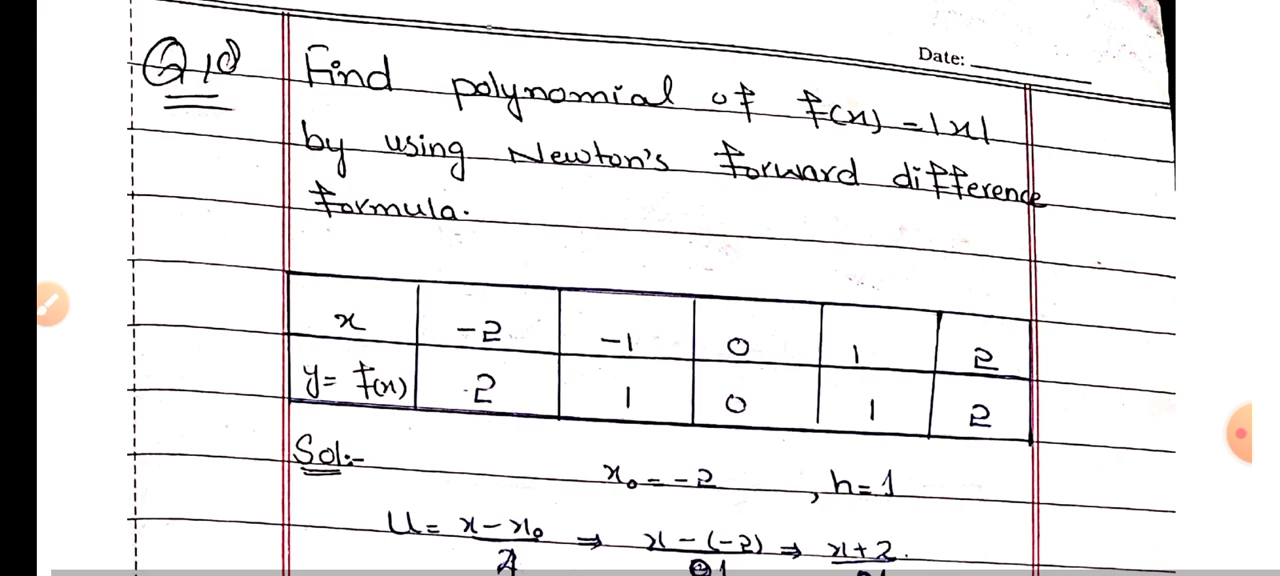 Date:
Q10 Find polynomial of f(x) = |x|
by using Newton's forward difference
formula.
x -2 -1 0 1 2
y = f(x) 2 1 0 1 2
Sol:-
x₀ = -2 , h = 1
U = x - x₀ ⇒ x - (-2) ⇒ x + 2
1